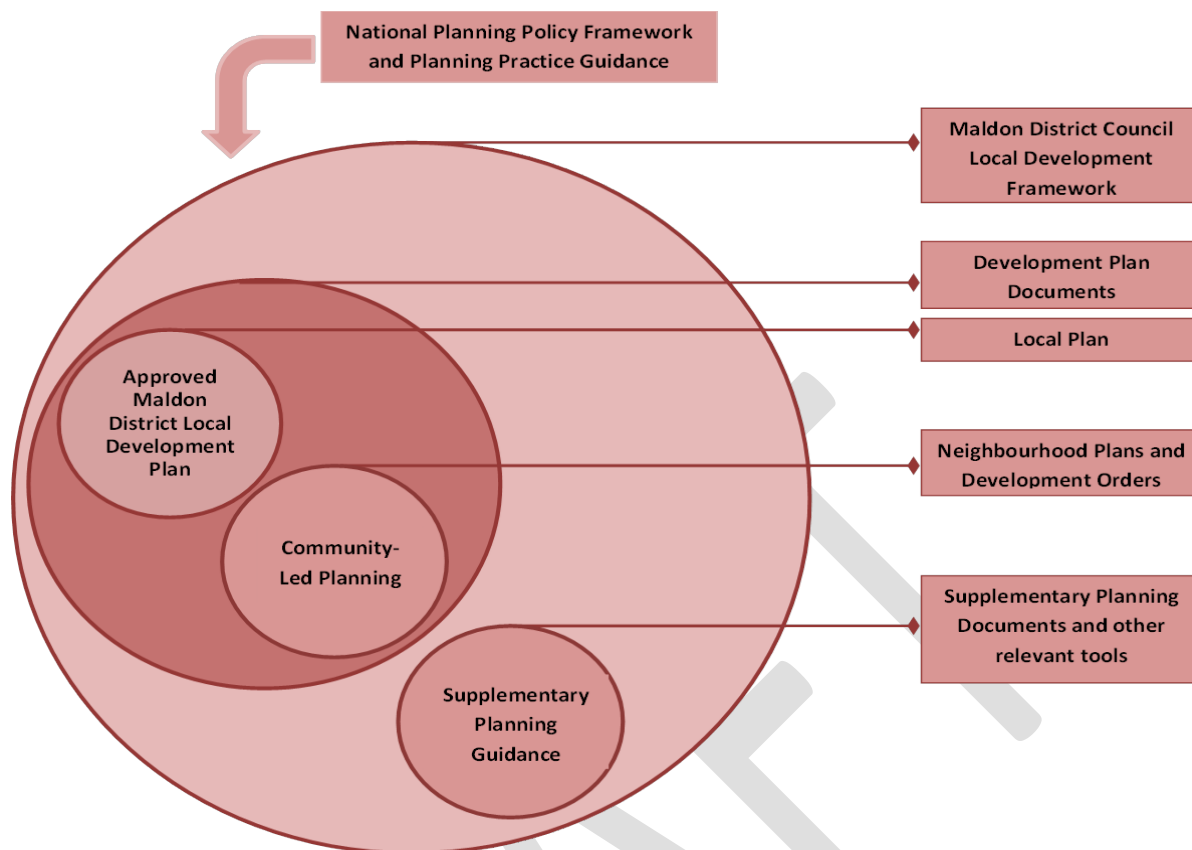 National Planning Policy Framework
and Planning Practice Guidance
Maldon District Council
Local Development
Framework
Development Plan
Documents
Local Plan
Approved
Maldon
District Local
Development
Plan
Neighbourhood Plans and
Development Orders
Community-
Led Planning
Supplementary Planning
Documents and other
relevant tools
Supplementary
Planning
Guidance